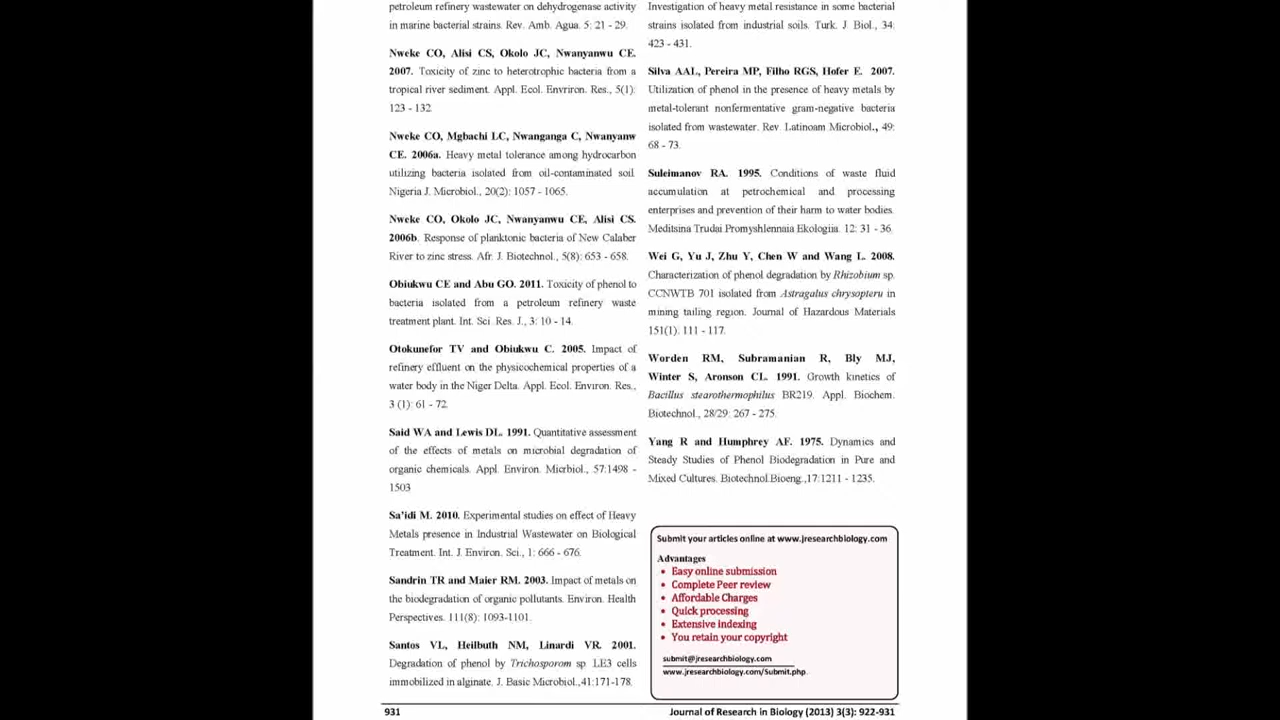 petroleum refinery wastewater on dehydrogenase activity
in marine bacterial strains. Rev. Amb. Agua. 5: 21 - 29.
Nweke CO, Alisi CS, Okolo JC, Nwanyanwu CE.
2007. Toxicity of zinc to heterotrophic bacteria from a
tropical river sediment. Appl. Ecol. Envriron. Res., 5(1):
123 - 132.
Nweke CO, Mgbachi LC, Nwanganga C, Nwanyanw
CE. 2006a. Heavy metal tolerance among hydrocarbon
utilizing bacteria isolated from oil-contaminated soil.
Nigeria J. Microbiol., 20(2): 1057 - 1065.
Nweke CO, Okolo JC, Nwanyanwu CE, Alisi CS.
2006b. Response of planktonic bacteria of New Calaber
River to zinc stress. Afr. J. Biotechnol., 5(8): 653 - 658.
Obiukwu CE and Abu GO. 2011. Toxicity of phenol to
bacteria isolated from a petroleum refinery waste
treatment plant. Int. Sci. Res. J., 3: 10 - 14.
Otokunefor TV and Obiukwu C. 2005. Impact of
refinery effluent on the physicochemical properties of a
water body in the Niger Delta. Appl. Ecol. Environ. Res.,
3 (1): 61 - 72.
Said WA and Lewis DL. 1991. Quantitative assessment
of the effects of metals on microbial degradation of
organic chemicals. Appl. Environ. Micrbiol., 57:1498 -
1503
Sa'idi M. 2010. Experimental studies on effect of Heavy
Metals presence in Industrial Wastewater on Biological
Treatment. Int. J. Environ. Sci., 1: 666 - 676.
Sandrin TR and Maier RM. 2003. Impact of metals on
the biodegradation of organic pollutants. Environ. Health
Perspectives. 111(8): 1093-1101.
Santos VL, Heilbuth NM, Linardi VR. 2001.
Degradation of phenol by Trichasporom sp. LE3 cells
immobilized in alginate. J. Basic Microbiol.,41:171-178.
Investigation of heavy metal resistance in some bacterial
strains isolated from industrial soils. Turk. J. Biol., 34:
423 - 431.
Silva AAL, Pereira MP, Filho RGS, Hofer E. 2007.
Utilization of phenol in the presence of heavy metals by
metal-tolerant nonfermentative gram-negative bacteria
isolated from wastewater. Rev. Latinoam Microbiol., 49:
68 - 73.
Suleimanov RA. 1995. Conditions of waste fluid
accumulation at petrochemical and processing
enterprises and prevention of their harm to water bodies.
Meditsina Trudai Promyshlennaia Ekologiia. 12: 31 - 36.
Wei G, Yu J, Zhu Y, Chen W and Wang L. 2008.
Characterization of phenol degradation by Rhizobium sp.
CCNWTB 701 isolated from Astragalus chrysopteru in
mining tailing region. Journal of Hazardous Materials
151(1): 111 - 117.
Worden RM, Subramanian R, Bly MJ,
Winter S, Aronson CL. 1991. Growth kinetics of
Bacillus stearothermophilus BR219. Appl. Biochem.
Biotechnol., 28/29: 267 - 275.
Yang R and Humphrey AF. 1975. Dynamics and
Steady Studies of Phenol Biodegradation in Pure and
Mixed Cultures. Biotechnol.Bioeng.,17:1211 - 1235.
Submit your articles online at www.jresearchbiology.com
Advantages
• Easy online submission
• Complete Peer review
• Affordable Charges
• Quick processing
• Extensive indexing
• You retain your copyright
submit@jresearchbiology.com
www.jresearchbiology.com/Submit.php.
931
Journal of Research in Biology (2013) 3(3): 922-931